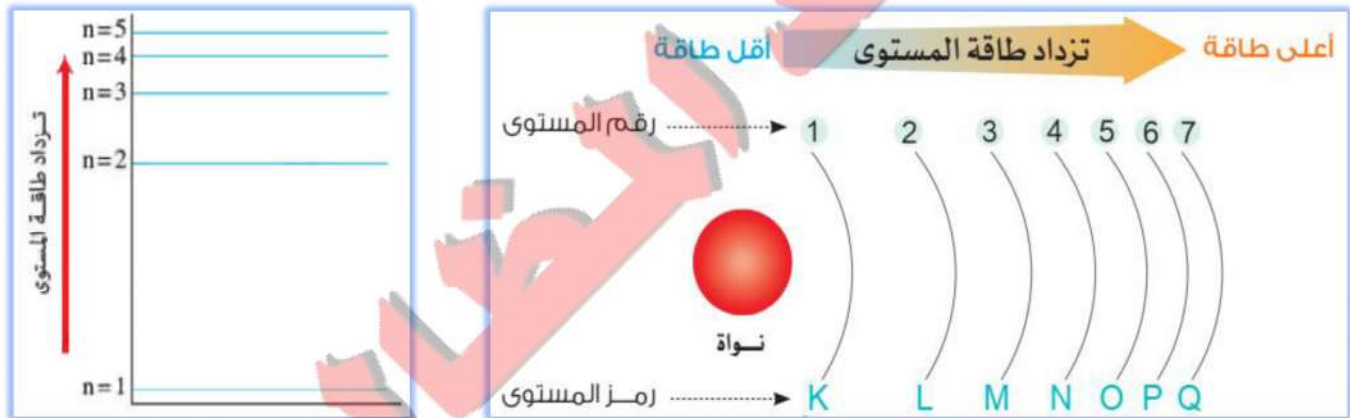 n=5
n=4
n=3
n=2
n=1
تزداد طاقة المستوى
أقل طاقة تزداد طاقة المستوى أعلى طاقة
رقم المستوى 1 2 3 4 5 6 7
نواة
رمز المستوى K L M N O P Q